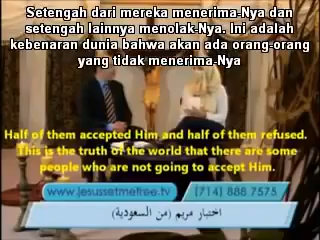 Setengah dari mereka menerima-Nya dan
setengah lainnya menolak-Nya. Ini adalah
kebenaran dunia bahwa akan ada orang-orang
yang tidak menerima-Nya
Half of them accepted Him and half of them refused.
This is the truth of the world that there are some
people who are not going to accept Him.
www.jesussetmefree.tv (714) 888 7575
اختبار مريم (من السعودية)